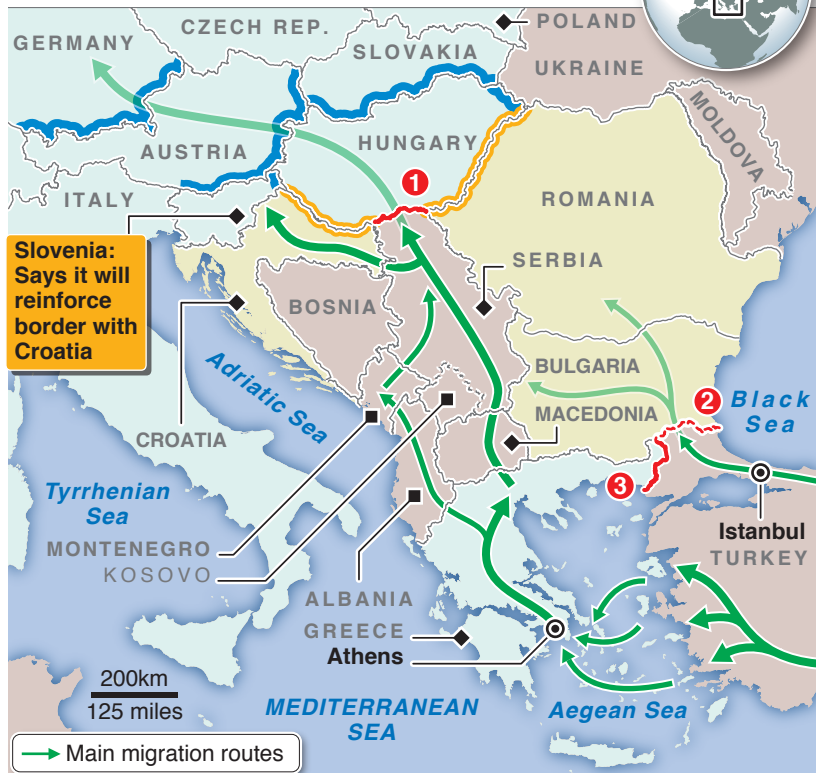 POLAND
CZECH REP.
GERMANY
SLOVAKIA
UKRAINE
MOLDOVA
HUNGARY
AUSTRIA
1
ITALY
ROMANIA
Slovenia:
Says it will
reinforce
border with
Croatia
SERBIA
BOSNIA
Adriatic Sea
BULGARIA
2
Black
Sea
MACEDONIA
CROATIA
3
Tyrrhenian
Sea
Istanbul
TURKEY
MONTENEGRO
KOSOVO
ALBANIA
GREECE
Athens
200km
125 miles
MEDITERRANEAN
SEA
Aegean Sea
Main migration routes